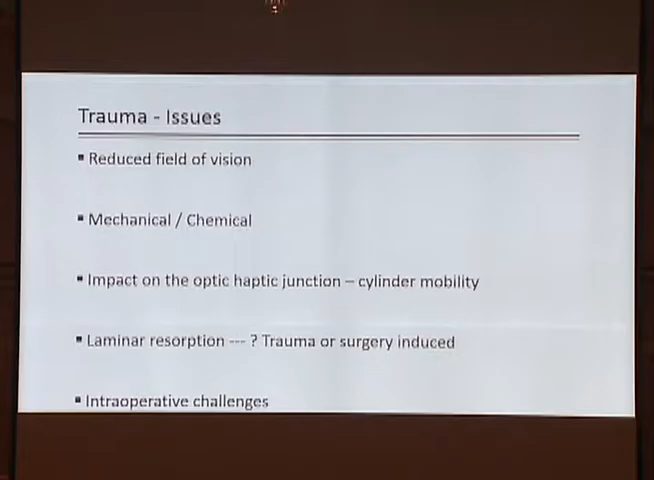 Trauma - Issues
▪ Reduced field of vision
▪ Mechanical / Chemical
▪ Impact on the optic haptic junction – cylinder mobility
▪ Laminar resorption --- ? Trauma or surgery induced
▪ Intraoperative challenges